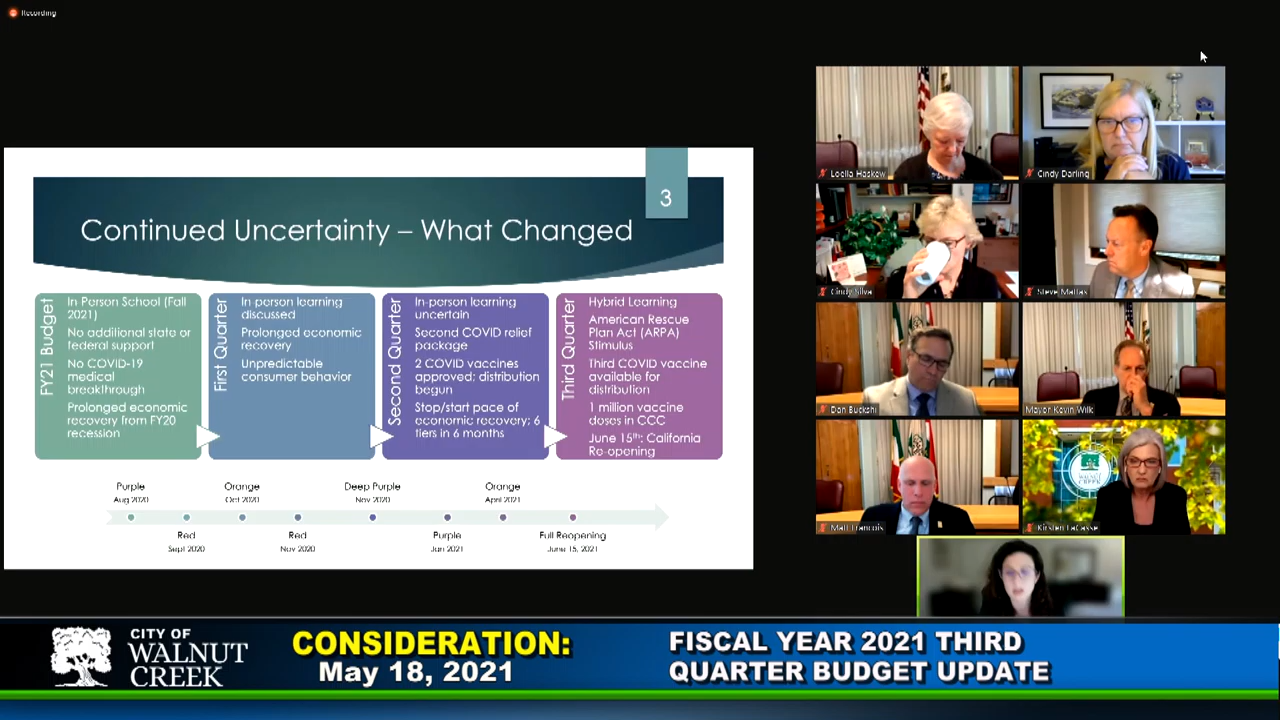 Recording
3
Continued Uncertainty – What Changed
FY21 Budget
In-Person School (Fall
2021)
No additional state or
federal support
No COVID-19
medical
breakthrough
Prolonged economic
recovery from FY20
recession
First Quarter
In-person learning
discussed
Prolonged economic
recovery
Unpredictable
consumer behavior
Second Quarter
In-person learning
uncertain
Second COVID relief
package
2 COVID vaccines
approved; distribution
begun
Stop/start pace of
economic recovery; 6
tiers in 6 months
Third Quarter
Hybrid Learning
American Rescue
Plan Act (ARPA)
Stimulus
Third COVID vaccine
available for
distribution
1 million vaccine
doses in CCC
June 15th: California
Re-opening
Purple
Aug 2020
Red
Sept 2020
Orange
Oct 2020
Red
Nov 2020
Deep Purple
Nov 2020
Purple
Jan 2021
Orange
April 2021
Full Reopening
June 15, 2021
Loella Haskew
Cindy Darling
Cindy Silva
Steve Mattas
Dan Buckshi
Mayor Kevin Wilk
Matt Francois
Kirsten LaCasse
WALNUT
CREEK
CITY OF
WALNUT
CREEK
CONSIDERATION:
May 18, 2021
FISCAL YEAR 2021 THIRD
QUARTER BUDGET UPDATE